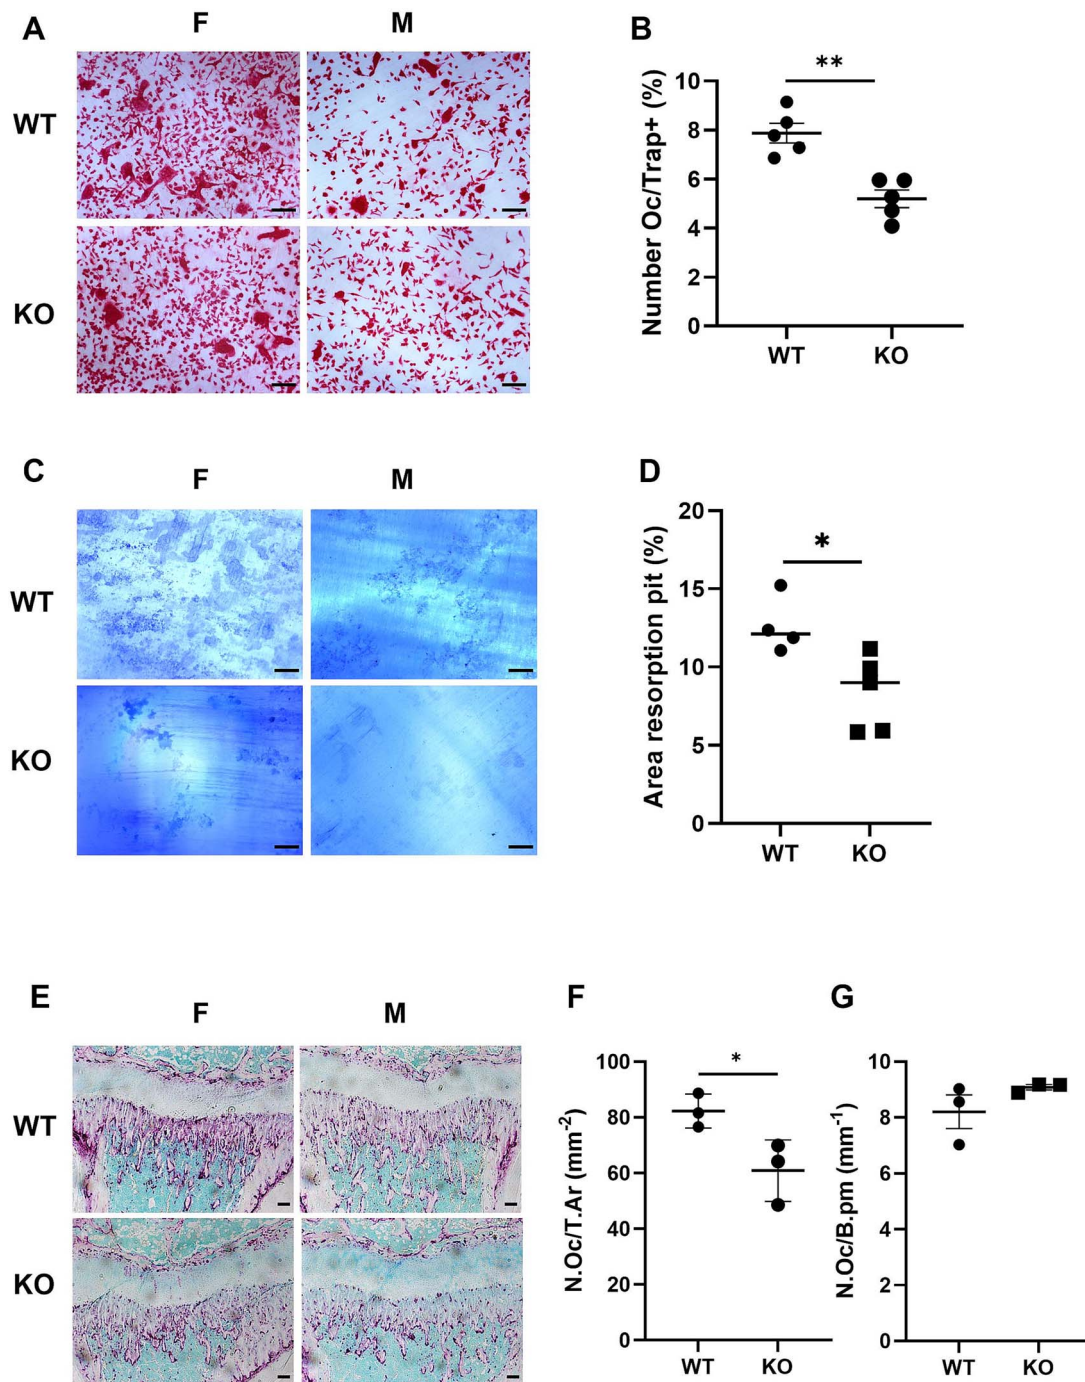 A
F
M
WT
KO
B
**
Number Oc/Trap+ (%)
10
8
6
4
2
0
WT
KO
C
F
M
WT
KO
D
*
Area resorption pit (%)
20
15
10
5
0
WT
KO
E
F
M
WT
KO
F
*
N.Oc/T.Ar (mm⁻²)
100
80
60
40
20
0
WT
KO
G
N.Oc/B.pm (mm⁻¹)
10
8
6
4
2
0
WT
KO